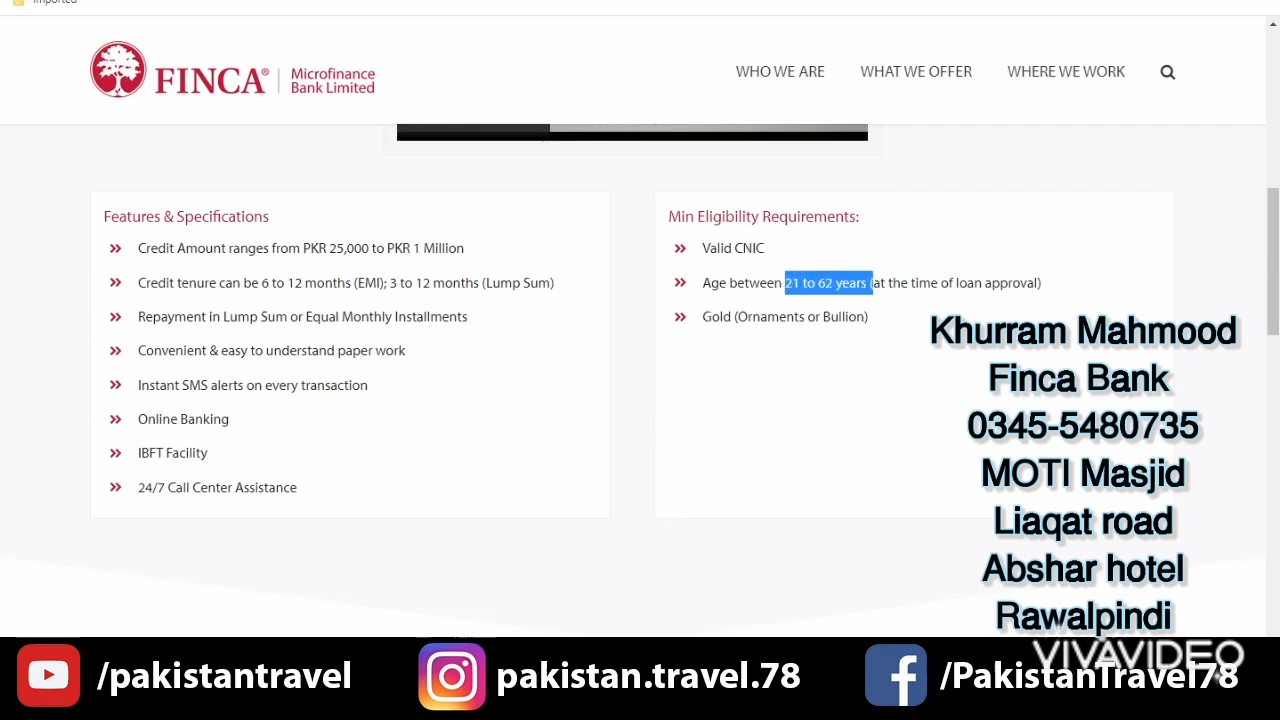 Imported
FINCA® | Microfinance Bank Limited
WHO WE ARE
WHAT WE OFFER
WHERE WE WORK
Features & Specifications
Credit Amount ranges from PKR 25,000 to PKR 1 Million
Credit tenure can be 6 to 12 months (EMI); 3 to 12 months (Lump Sum)
Repayment in Lump Sum or Equal Monthly Installments
Convenient & easy to understand paper work
Instant SMS alerts on every transaction
Online Banking
IBFT Facility
24/7 Call Center Assistance
Min Eligibility Requirements:
Valid CNIC
Age between 21 to 62 years (at the time of loan approval)
Gold (Ornaments or Bullion)
Khurram Mahmood
Finca Bank
0345-5480735
MOTI Masjid
Liaqat road
Abshar hotel
Rawalpindi
VIVAVIDEO
/pakistantravel
pakistan.travel.78
/PakistanTravel78